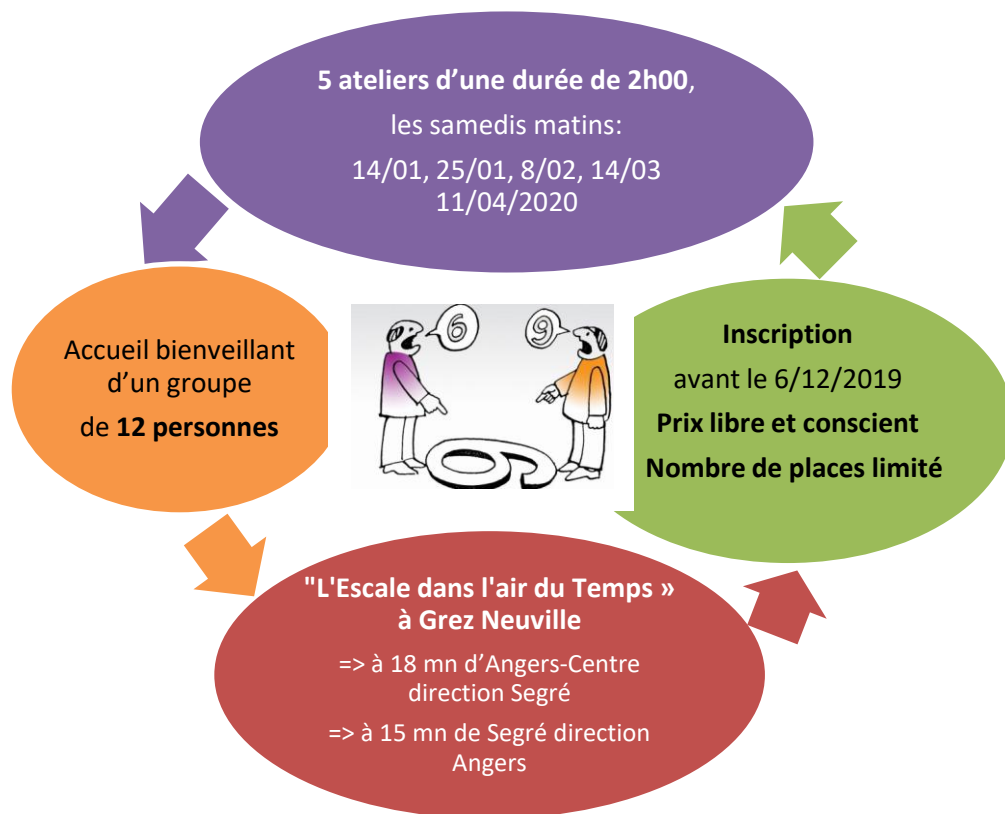 5 ateliers d’une durée de 2h00,
les samedis matins:
14/01, 25/01, 8/02, 14/03
11/04/2020
Accueil bienveillant
d’un groupe
de 12 personnes
6
9
6
Inscription
avant le 6/12/2019
Prix libre et conscient
Nombre de places limité
"L'Escale dans l'air du Temps »
à Grez Neuville
=> à 18 mn d’Angers-Centre
direction Segré
=> à 15 mn de Segré direction
Angers